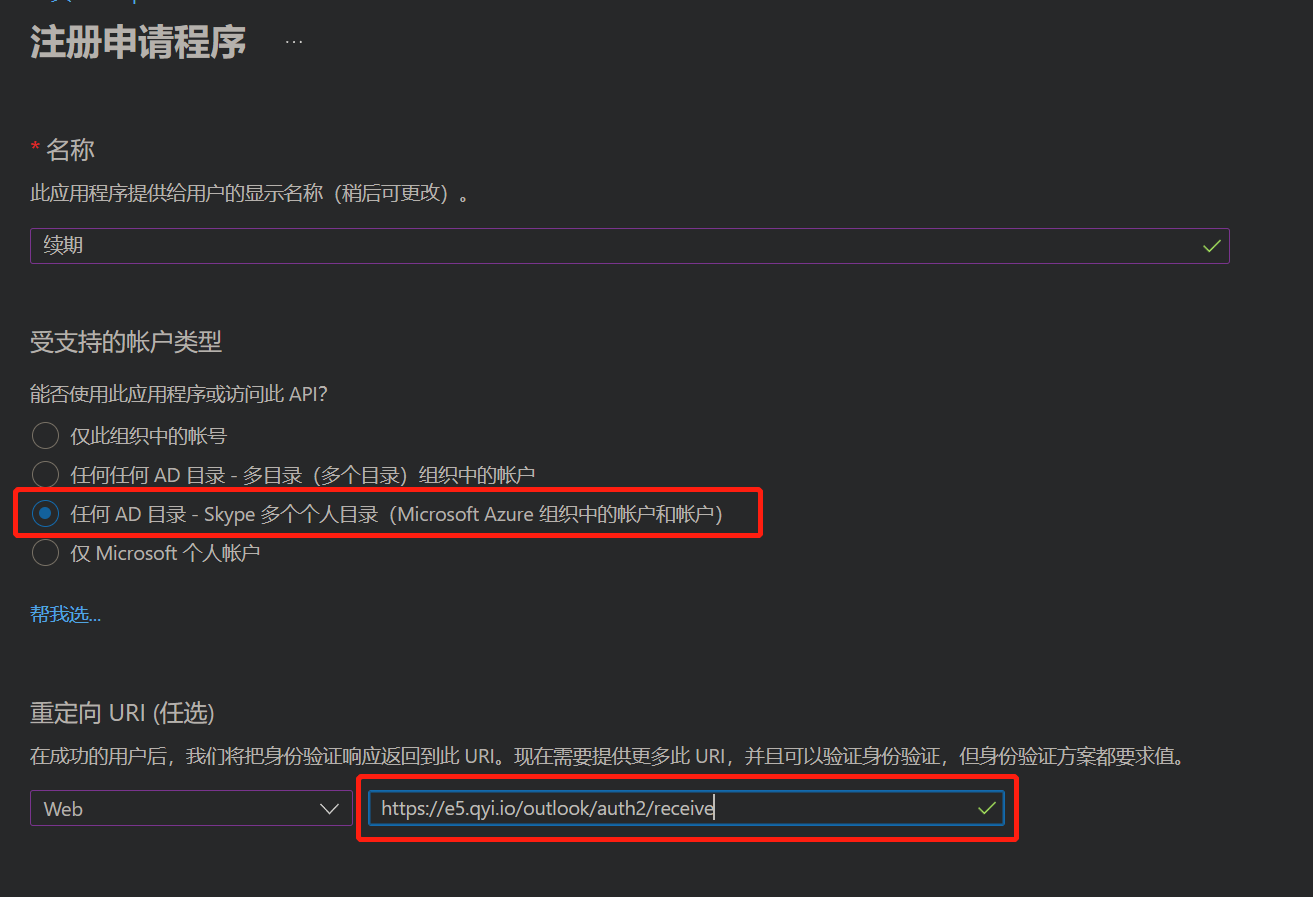 注册申请程序 ...
* 名称
此应用程序提供给用户的显示名称（稍后可更改）。
续期
受支持的帐户类型
能否使用此应用程序或访问此 API?
仅此组织中的帐号
任何任何 AD 目录 - 多目录（多个目录）组织中的帐户
任何 AD 目录 - Skype 多个个人目录（Microsoft Azure 组织中的帐户和帐户）
仅 Microsoft 个人帐户
帮我选...
重定向 URI (任选)
在成功的用户后，我们将把身份验证响应返回到此 URI。现在需要提供更多此 URI，并且可以验证身份验证，但身份验证方案都要求值。
Web
https://e5.qyi.io/outlook/auth2/receive